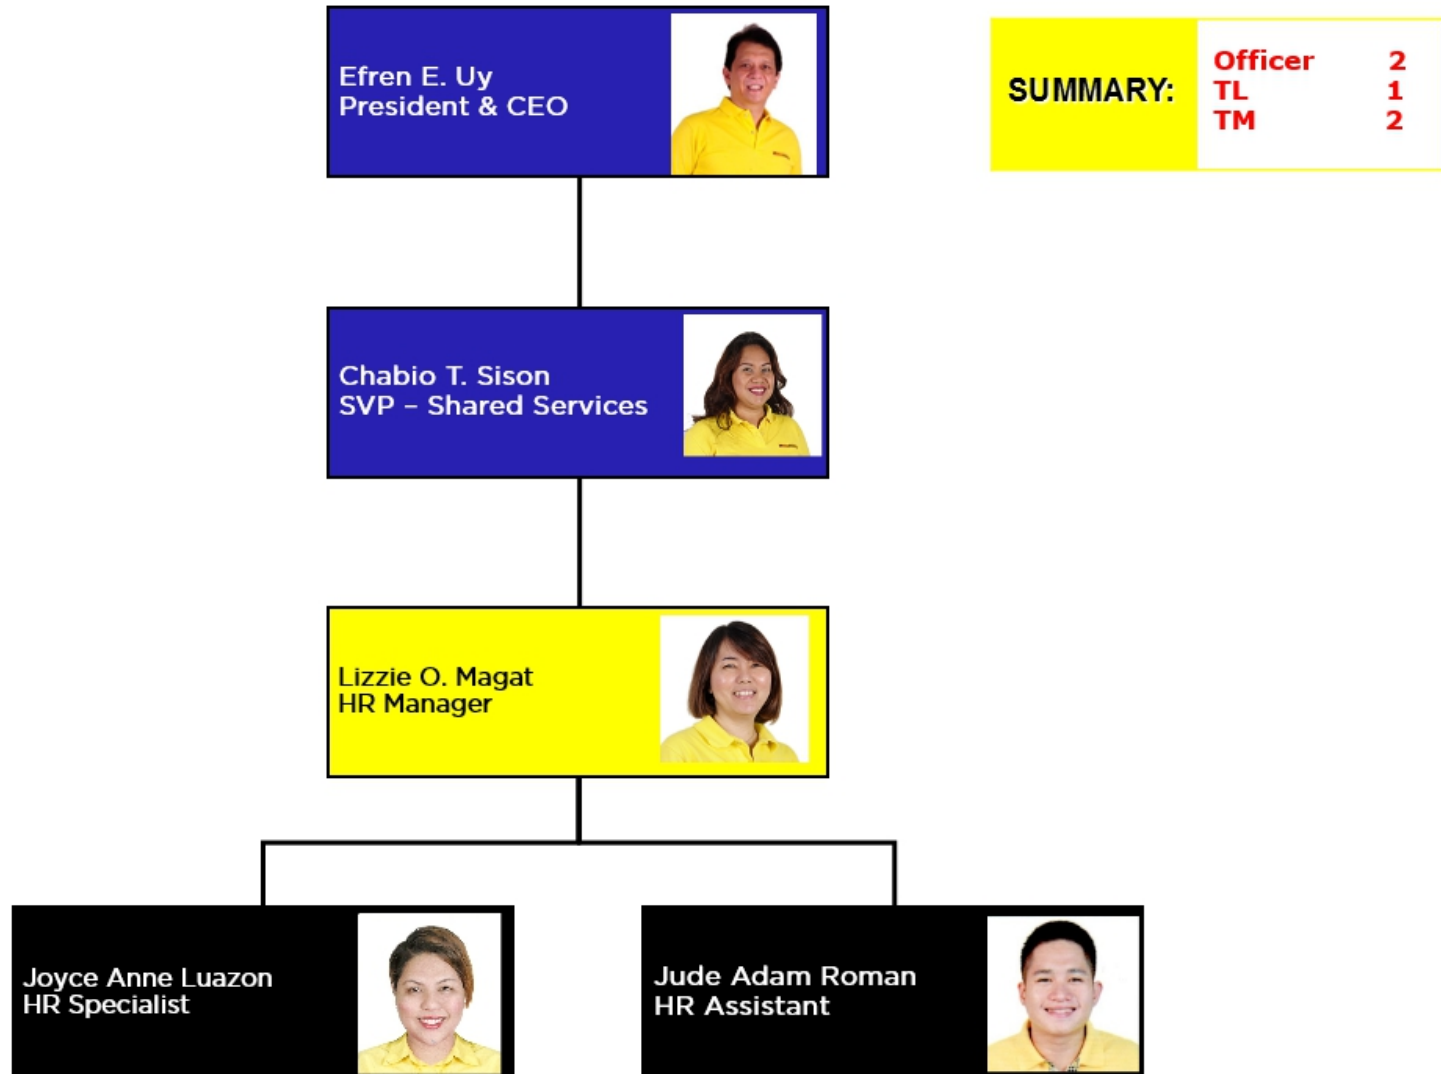 Efren E. Uy
President & CEO
SUMMARY:
Officer 2
TL 1
TM 2
Chabio T. Sison
SVP – Shared Services
Lizzie O. Magat
HR Manager
Joyce Anne Luazon
HR Specialist
Jude Adam Roman
HR Assistant